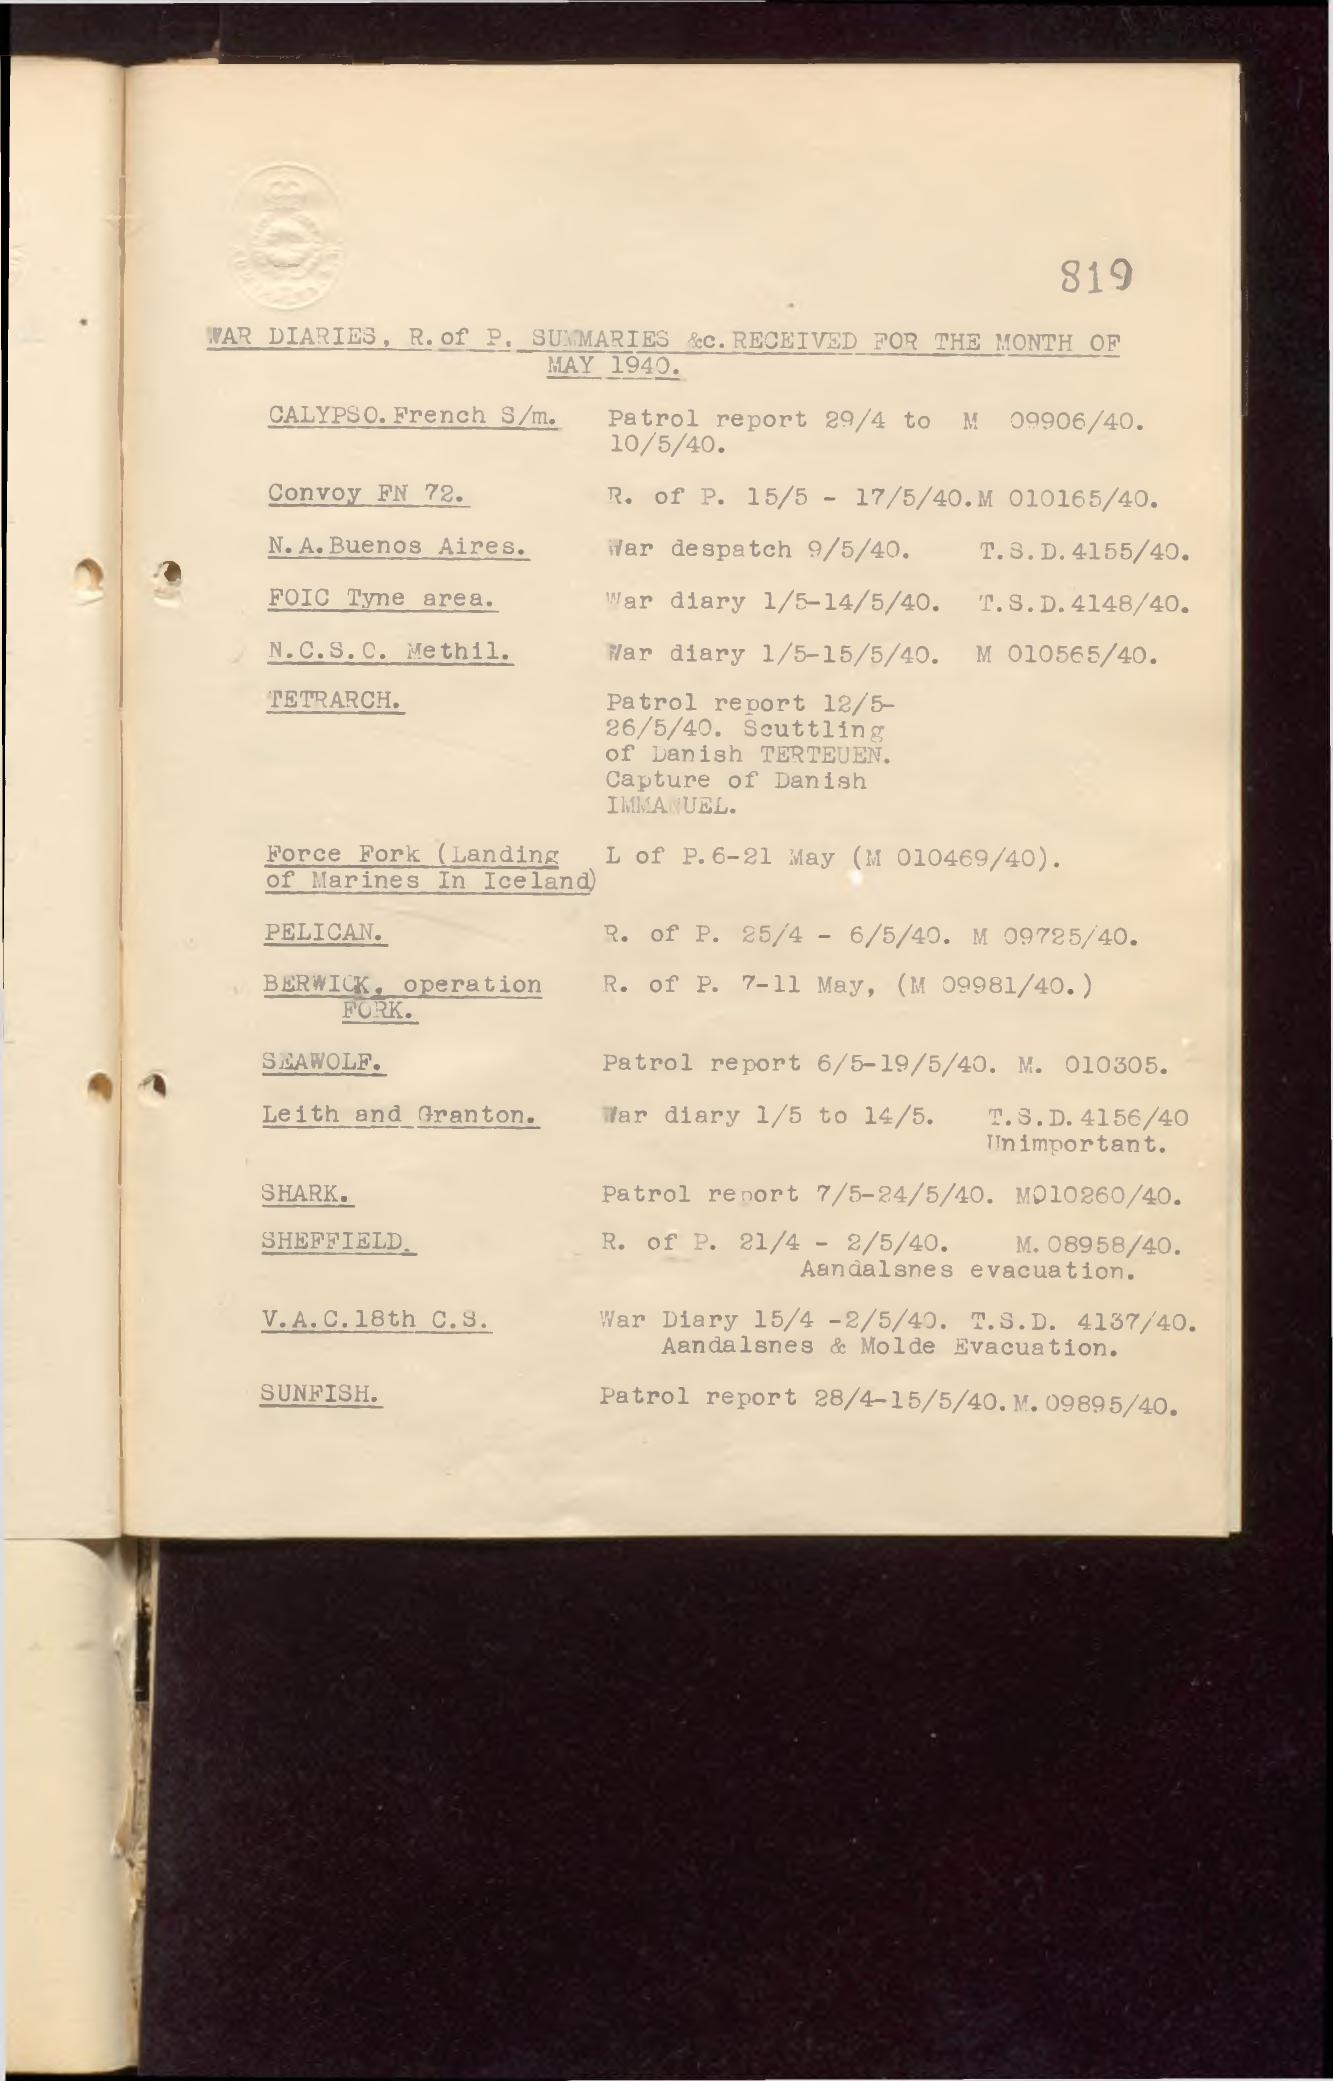 819
WAR DIARIES, R.of P. SUMMARIES &c.RECEIVED FOR THE MONTH OF
MAY 1940.
CALYPSO.French S/m. Patrol report 29/4 to M 09906/40.
10/5/40.
Convoy FN 72. R. of P. 15/5 - 17/5/40.M 010165/40.
N.A.Buenos Aires. War despatch 9/5/40. T.S.D.4155/40.
FOIC Tyne area. War diary 1/5-14/5/40. T.S.D.4148/40.
N.C.S.C. Methil. War diary 1/5-15/5/40. M 010565/40.
TETRARCH. Patrol report 12/5-
26/5/40. Scuttling
of Danish TERTEUEN.
Capture of Danish
IMMANUEL.
Force Fork (Landing L of P.6-21 May (M 010469/40).
of Marines In Iceland)
PELICAN. R. of P. 25/4 - 6/5/40. M 09725/40.
BERWICK, operation R. of P. 7-11 May, (M 09981/40.)
FORK.
SEAWOLF. Patrol report 6/5-19/5/40. M. 010305.
Leith and Granton. War diary 1/5 to 14/5. T.S.D.4156/40
Unimportant.
SHARK. Patrol report 7/5-24/5/40. M010260/40.
SHEFFIELD. R. of P. 21/4 - 2/5/40. M.08958/40.
Aandalsnes evacuation.
V.A.C.18th C.S. War Diary 15/4 -2/5/40. T.S.D. 4137/40.
Aandalsnes & Molde Evacuation.
SUNFISH. Patrol report 28/4-15/5/40.M.09895/40.